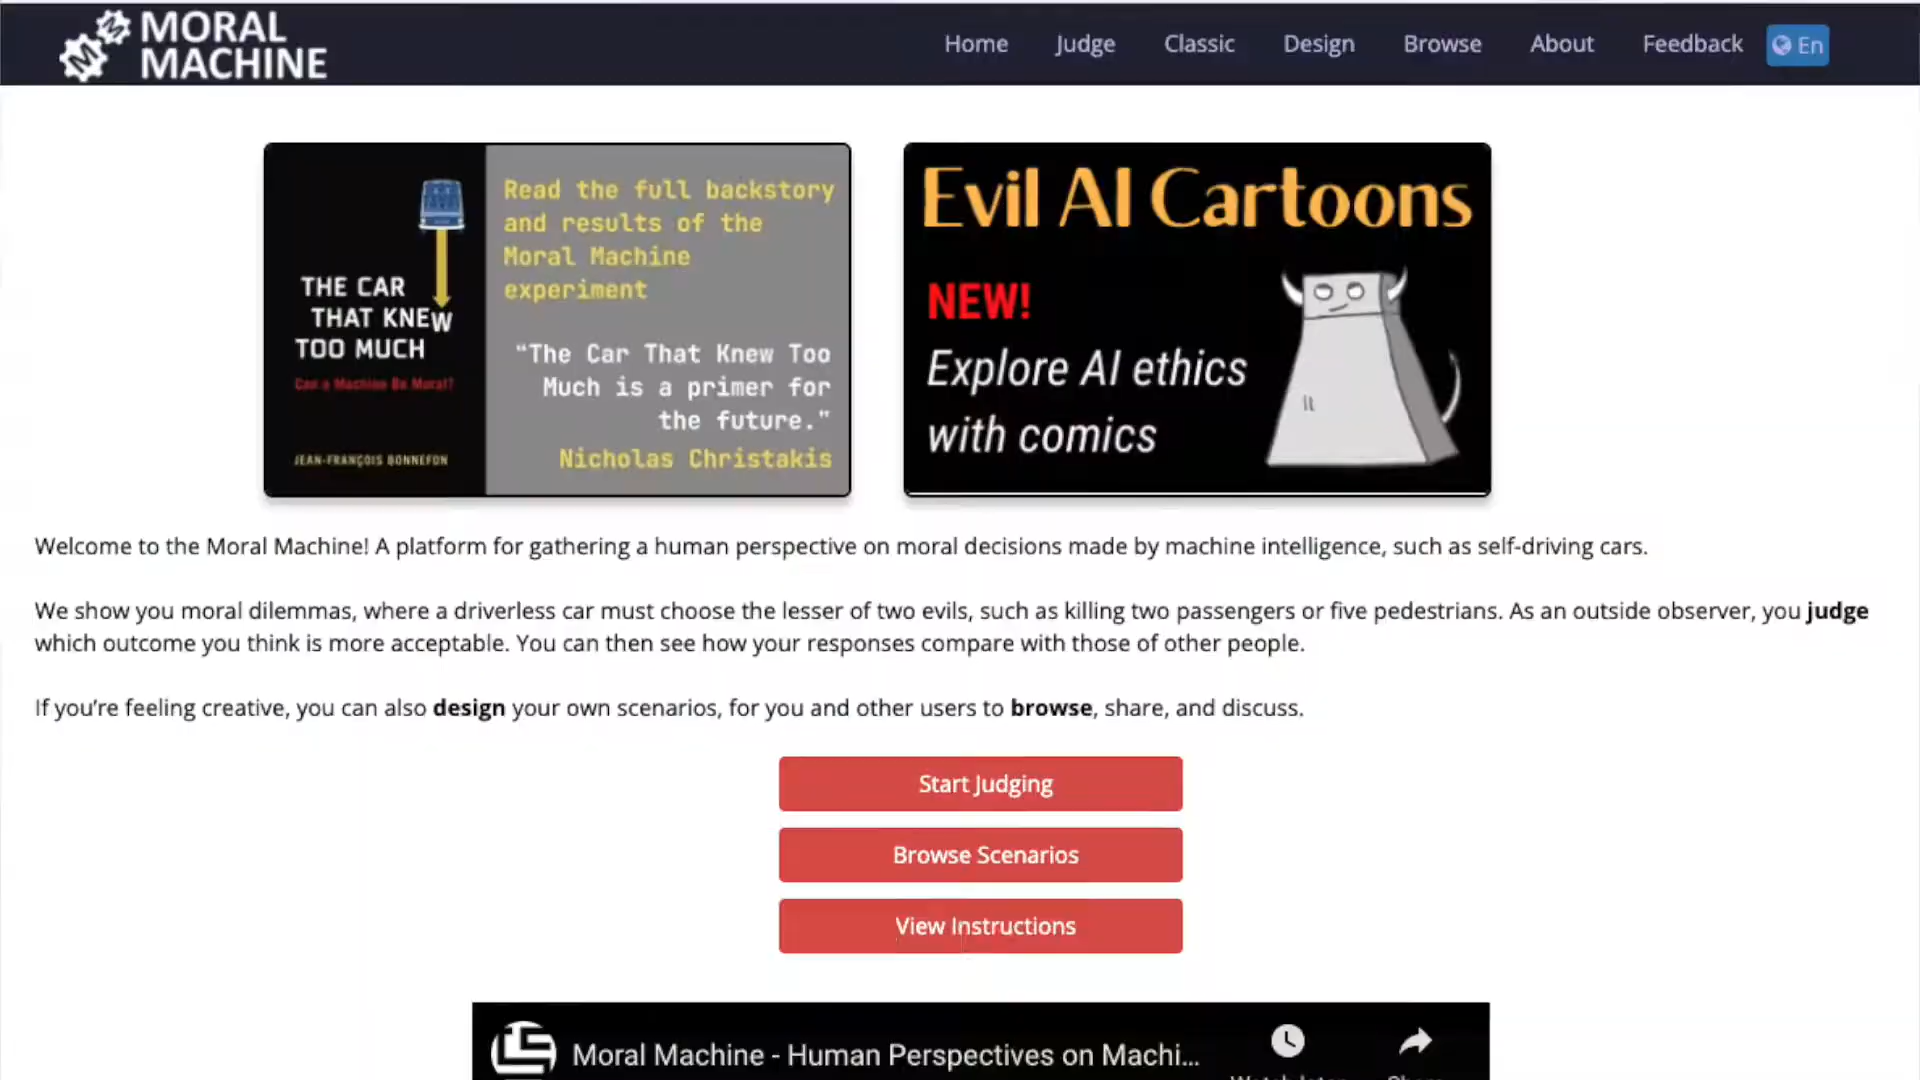 MORAL
MACHINE
Home
Judge
Classic
Design
Browse
About
Feedback
En
THE CAR
THAT KNEW
TOO MUCH
Can a Machine Be Moral?
JEAN-FRANÇOIS BONNEFON
Read the full backstory
and results of the
Moral Machine
experiment
“The Car That Knew Too
Much is a primer for
the future.”
Nicholas Christakis
Evil AI Cartoons
NEW!
Explore AI ethics
with comics
Welcome to the Moral Machine! A platform for gathering a human perspective on moral decisions made by machine intelligence, such as self-driving cars.
We show you moral dilemmas, where a driverless car must choose the lesser of two evils, such as killing two passengers or five pedestrians. As an outside observer, you judge
which outcome you think is more acceptable. You can then see how your responses compare with those of other people.
If you’re feeling creative, you can also design your own scenarios, for you and other users to browse, share, and discuss.
Start Judging
Browse Scenarios
View Instructions
Moral Machine - Human Perspectives on Machi...